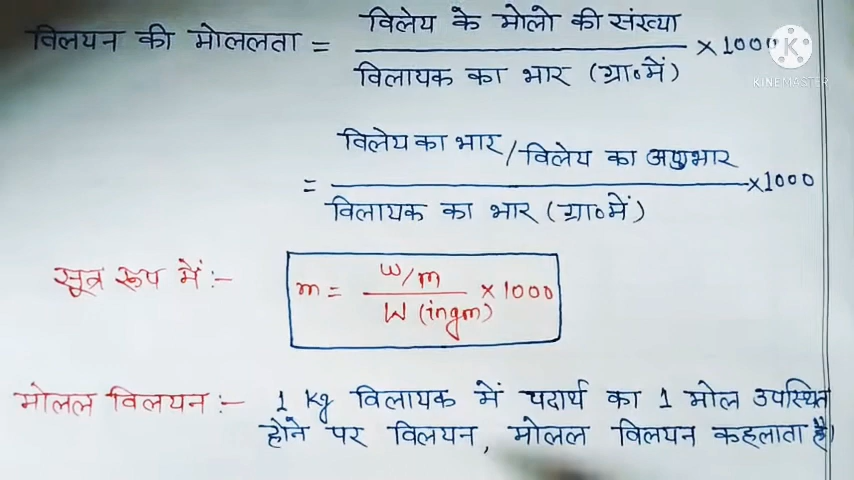 विलयन की मोललता = विलेय के मोलो की संख्या / विलायक का भार (ग्रा॰में) × 1000
= विलेय का भार / विलेय का अणुभार / विलायक का भार (ग्रा॰में) × 1000
सूत्र रूप में :- m = w/m / W (in gm) × 1000
मोलल विलयन :- 1 Kg विलायक में पदार्थ का 1 मोल उपस्थित
होने पर विलयन, मोलल विलयन कहलाता है।
K
KINEMASTER